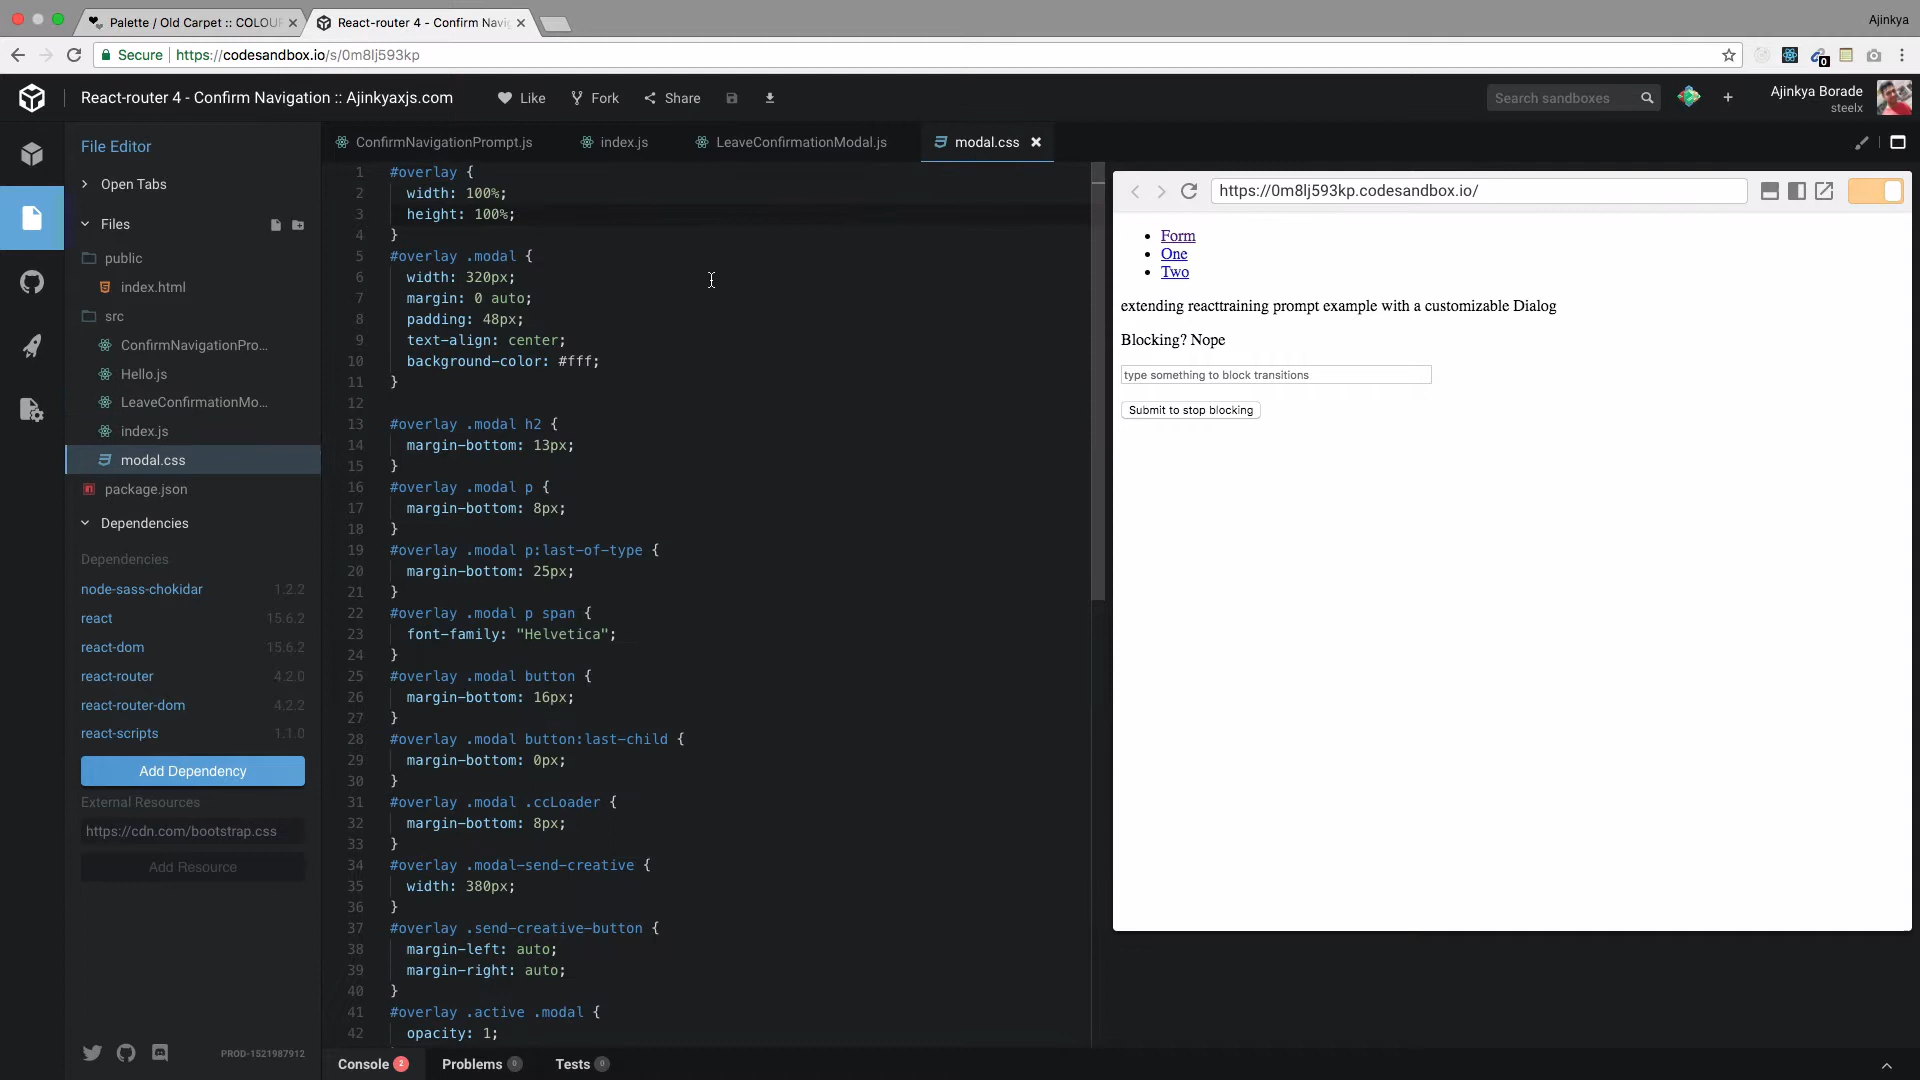 Palette / Old Carpet :: COLOU
React-router 4 - Confirm Navig
Ajinkya
Secure
https://codesandbox.io/s/0m8lj593kp
0
React-router 4 - Confirm Navigation :: Ajinkyaxjs.com
Like
Fork
Share
Search sandboxes
Ajinkya Borade
steelx
File Editor
Open Tabs
Files
public
index.html
src
ConfirmNavigationPro...
Hello.js
LeaveConfirmationMo...
index.js
modal.css
package.json
Dependencies
Dependencies
node-sass-chokidar 1.2.2
react 15.6.2
react-dom 15.6.2
react-router 4.2.0
react-router-dom 4.2.2
react-scripts 1.1.0
Add Dependency
External Resources
https://cdn.com/bootstrap.css
Add Resource
PROD-1521987912
ConfirmNavigationPrompt.js
index.js
LeaveConfirmationModal.js
modal.css
1 #overlay {
2 width: 100%;
3 height: 100%;
4 }
5 #overlay .modal {
6 width: 320px;
7 margin: 0 auto;
8 padding: 48px;
9 text-align: center;
10 background-color: #fff;
11 }
12
13 #overlay .modal h2 {
14 margin-bottom: 13px;
15 }
16 #overlay .modal p {
17 margin-bottom: 8px;
18 }
19 #overlay .modal p:last-of-type {
20 margin-bottom: 25px;
21 }
22 #overlay .modal p span {
23 font-family: "Helvetica";
24 }
25 #overlay .modal button {
26 margin-bottom: 16px;
27 }
28 #overlay .modal button:last-child {
29 margin-bottom: 0px;
30 }
31 #overlay .modal .ccLoader {
32 margin-bottom: 8px;
33 }
34 #overlay .modal-send-creative {
35 width: 380px;
36 }
37 #overlay .send-creative-button {
38 margin-left: auto;
39 margin-right: auto;
40 }
41 #overlay .active .modal {
42 opacity: 1;
Console 2
Problems 0
Tests 0
https://0m8lj593kp.codesandbox.io/
Form
One
Two
extending reacttraining prompt example with a customizable Dialog
Blocking? Nope
type something to block transitions
Submit to stop blocking